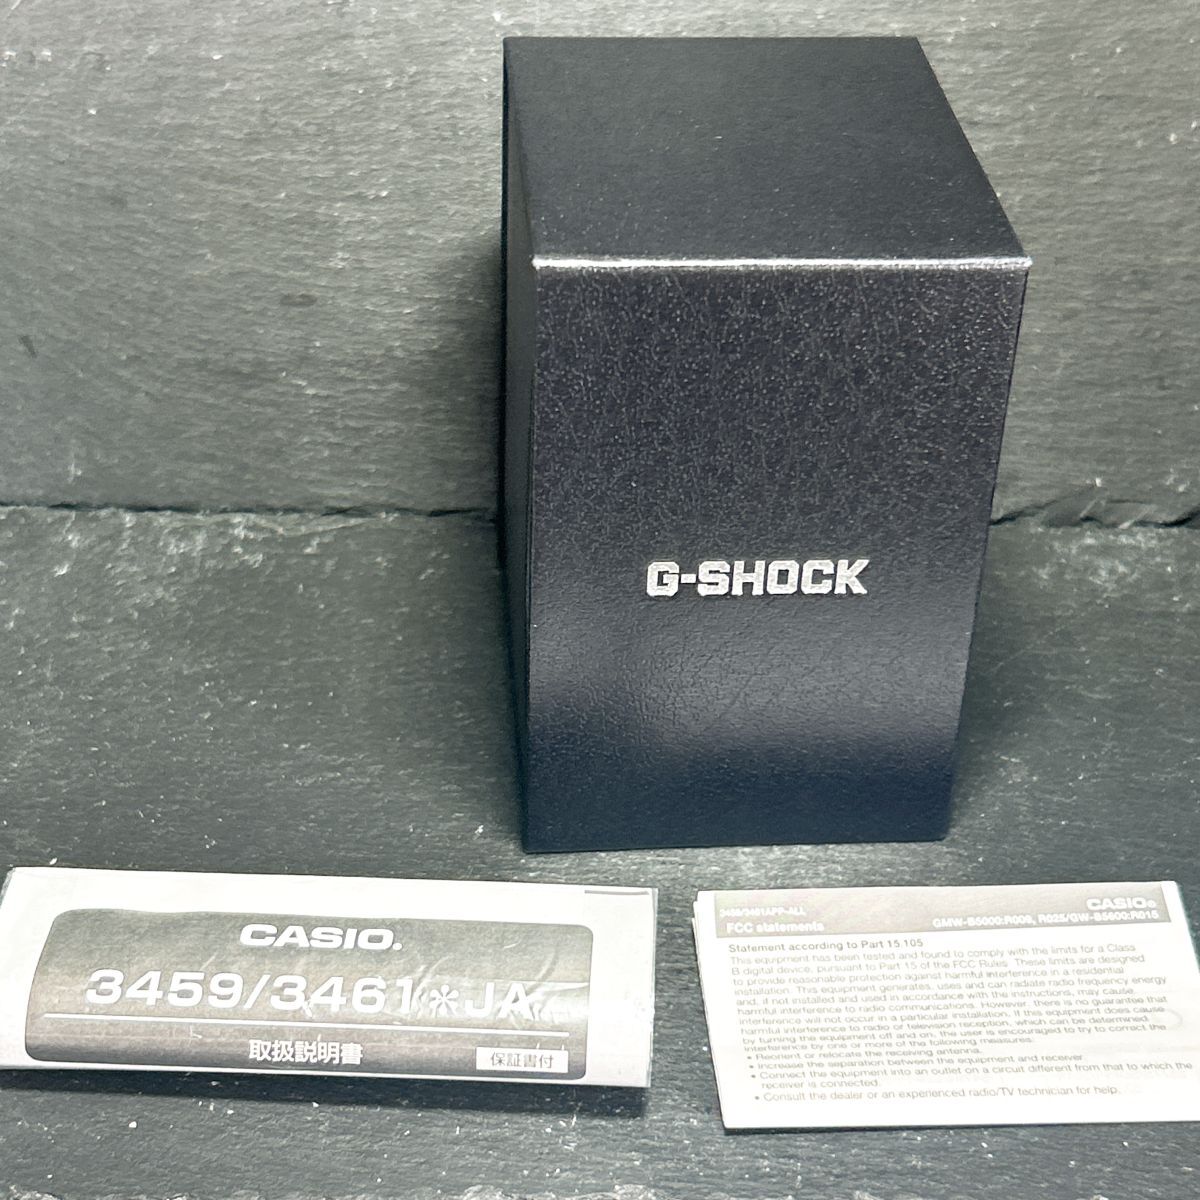 G-SHOCK
CASIO.
3459/3461*JA
取扱説明書
保証書付
3459/3461APP-ALL
CASIO®
FCC statements
GMW-B5000:R009, R025/GW-B5600:R015
Statement according to Part 15.105
This equipment has been tested and found to comply with the limits for a Class
B digital device, pursuant to Part 15 of the FCC Rules. These limits are designed
to provide reasonable protection against harmful interference in a residential
installation. This equipment generates, uses and can radiate radio frequency energy
and, if not installed and used in accordance with the instructions, may cause
harmful interference to radio communications. However, there is no guarantee that
interference will not occur in a particular installation. If this equipment does cause
harmful interference to radio or television reception, which can be determined
by turning the equipment off and on, the user is encouraged to try to correct the
interference by one or more of the following measures:
• Reorient or relocate the receiving antenna.
• Increase the separation between the equipment and receiver.
• Connect the equipment into an outlet on a circuit different from that to which the
receiver is connected.
• Consult the dealer or an experienced radio/TV technician for help.